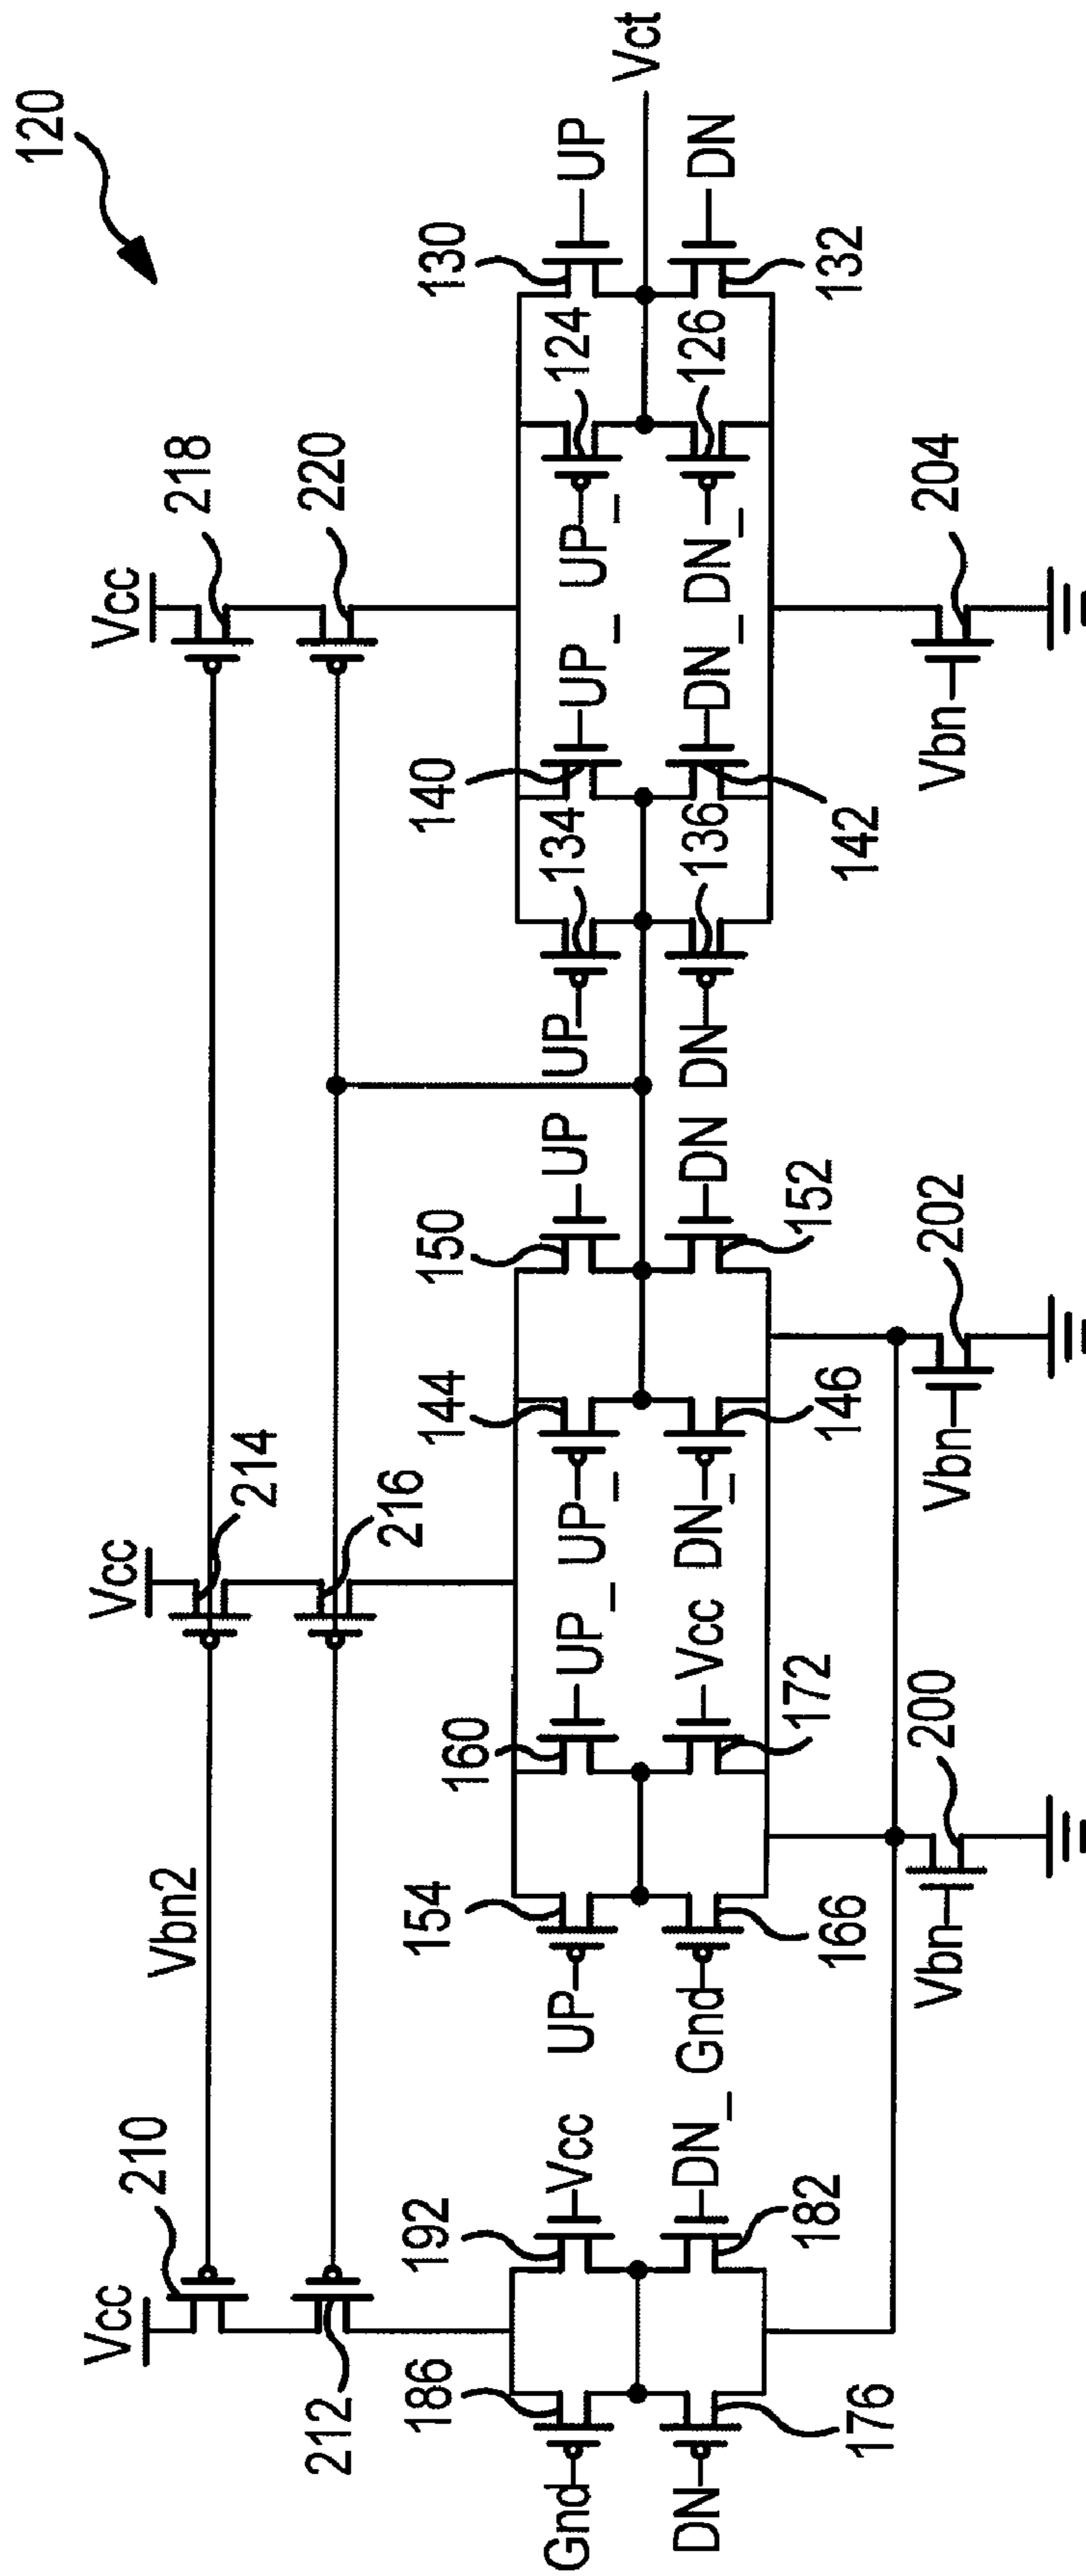 120
Vcc
Vcc
Vcc
210
214
218
Vbn2
212
216
220
186
192
154
160
144
150
134
140
124
130
Gnd
Vcc
UP
UP_
UP_
UP
UP
UP_
UP_
UP
Vct
DN
DN_
Gnd
Vcc
DN_
DN
DN
DN_
DN_
DN
176
182
166
172
146
152
136
142
126
132
Vbn
200
Vbn
202
Vbn
204